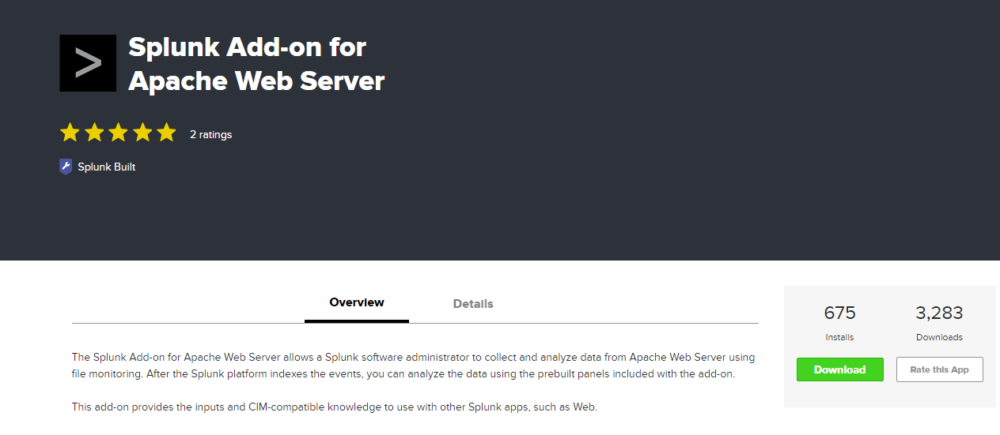 Splunk Add-on for
Apache Web Server
2 ratings
Splunk Built
Overview
Details
675
3,283
Installs
Downloads
Download
Rate this App
The Splunk Add-on for Apache Web Server allows a Splunk software administrator to collect and analyze data from Apache Web Server using
file monitoring. After the Splunk platform indexes the events, you can analyze the data using the prebuilt panels included with the add-on.
This add-on provides the inputs and CIM-compatible knowledge to use with other Splunk apps, such as Web.